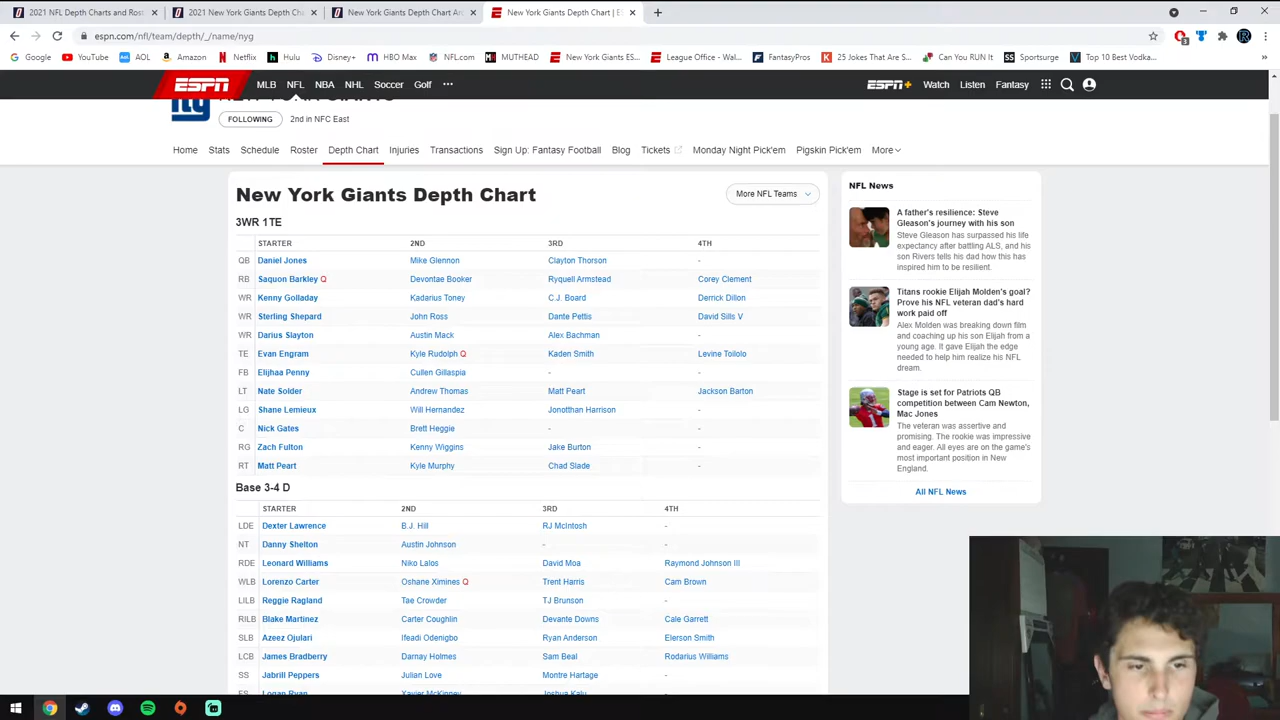 2021 NFL Depth Charts and Ros
2021 New York Giants Depth Ch
New York Giants Depth Chart Ar
New York Giants Depth Chart | E
espn.com/nfl/team/depth/_/name/nyg
Google YouTube AOL Amazon Netflix Hulu Disney+ HBO Max NFL.com MUTHEAD New York Giants ES... League Office - Wal... FantasyPros 25 Jokes That Are S... Can You RUN It Sportsurge Top 10 Best Vodka... »
ESPN MLB NFL NBA NHL Soccer Golf ESPN+ Watch Listen Fantasy
NEW YORK GIANTS
FOLLOWING 2nd in NFC East
Home Stats Schedule Roster Depth Chart Injuries Transactions Sign Up: Fantasy Football Blog Tickets Monday Night Pick'em Pigskin Pick'em More
New York Giants Depth Chart More NFL Teams
3WR 1TE
STARTER 2ND 3RD 4TH
QB Daniel Jones Mike Glennon Clayton Thorson -
RB Saquon Barkley Q Devontae Booker Ryquell Armstead Corey Clement
WR Kenny Golladay Kadarius Toney C.J. Board Derrick Dillon
WR Sterling Shepard John Ross Dante Pettis David Sills V
WR Darius Slayton Austin Mack Alex Bachman -
TE Evan Engram Kyle Rudolph Q Kaden Smith Levine Toilolo
FB Elijhaa Penny Cullen Gillaspia - -
LT Nate Solder Andrew Thomas Matt Peart Jackson Barton
LG Shane Lemieux Will Hernandez Jonotthan Harrison -
C Nick Gates Brett Heggie - -
RG Zach Fulton Kenny Wiggins Jake Burton -
RT Matt Peart Kyle Murphy Chad Slade -
Base 3-4 D
STARTER 2ND 3RD 4TH
LDE Dexter Lawrence B.J. Hill RJ McIntosh -
NT Danny Shelton Austin Johnson - -
RDE Leonard Williams Niko Lalos David Moa Raymond Johnson III
WLB Lorenzo Carter Oshane Ximines Q Trent Harris Cam Brown
LILB Reggie Ragland Tae Crowder TJ Brunson -
RILB Blake Martinez Carter Coughlin Devante Downs Cale Garrett
SLB Azeez Ojulari Ifeadi Odenigbo Ryan Anderson Elerson Smith
LCB James Bradberry Darnay Holmes Sam Beal Rodarius Williams
SS Jabrill Peppers Julian Love Montre Hartage -
FS Logan Ryan Xavier McKinney Joshua Kalu
NFL News
A father's resilience: Steve
Gleason's journey with his son
Steve Gleason has surpassed his life
expectancy after battling ALS, and his
son Rivers tells his dad how this has
inspired him to be resilient.
Titans rookie Elijah Molden's goal?
Prove his NFL veteran dad's hard
work paid off
Alex Molden was breaking down film
and coaching up his son Elijah from a
young age. It gave Elijah the edge
needed to help him realize his NFL
dream.
Stage is set for Patriots QB
competition between Cam Newton,
Mac Jones
The veteran was assertive and
promising. The rookie was impressive
and eager. All eyes are on the game's
most important position in New
England.
All NFL News